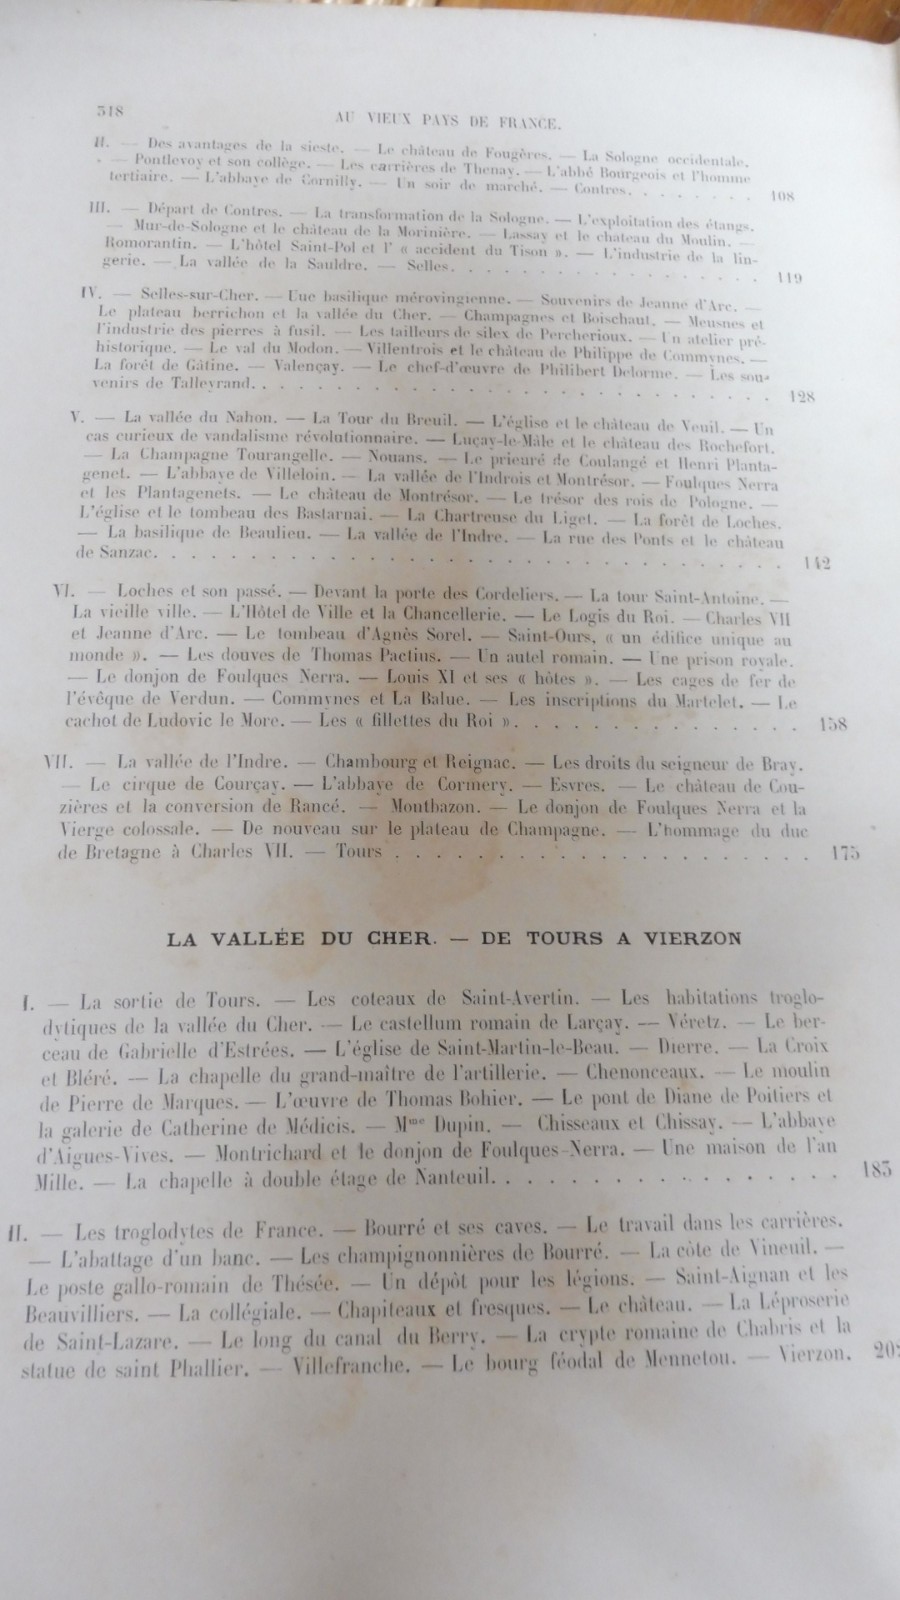 318
AU VIEUX PAYS DE FRANCE.
II. — Des avantages de la sieste. — Le château de Fougères. — La Sologne occidentale.
— Pontlevoy et son collège. — Les carrières de Thenay. — L'abbé Bourgeois et l'homme
tertiaire. — L'abbaye de Cornilly. — Un soir de marché. — Contres. . . . . . . 108
III. — Départ de Contres. — La transformation de la Sologne. — L'exploitation des étangs.
— Mur-de-Sologne et le château de la Morinière. — Lassay et le château du Moulin. —
Romorantin. — L'hôtel Saint-Pol et l' « accident du Tison ». — L'industrie de la lin-
gerie. — La vallée de la Sauldre. — Selles. . . . . . . . . . . . . . . . 119
IV. — Selles-sur-Cher. — Une basilique mérovingienne. — Souvenirs de Jeanne d'Arc. —
Le plateau berrichon et la vallée du Cher. — Champagnes et Boischaut. — Meusnes et
l'industrie des pierres à fusil. — Les tailleurs de silex de Percherioux. — Un atelier pré-
historique. — Le val du Modon. — Villentrois et le château de Philippe de Commynes. —
La forêt de Gâtine. — Valençay. — Le chef-d'œuvre de Philibert Delorme. — Les sou-
venirs de Talleyrand. . . . . . . . . . . . . . . . . . . . . . . . . . 128
V. — La vallée du Nahon. — La Tour du Breuil. — L'église et le château de Veuil. — Un
cas curieux de vandalisme révolutionnaire. — Luçay-le-Mâle et le château des Rochefort.
— La Champagne Tourangelle. — Nouans. — Le prieuré de Coulangé et Henri Planta-
genet. — L'abbaye de Villeloin. — La vallée de l'Indrois et Montrésor. — Foulques Nerra
et les Plantagenets. — Le château de Montrésor. — Le trésor des rois de Pologne. —
L'église et le tombeau des Bastarnai. — La Chartreuse du Liget. — La forêt de Loches.
— La basilique de Beaulieu. — La vallée de l'Indre. — La rue des Ponts et le château
de Sanzac. . . . . . . . . . . . . . . . . . . . . . . . . . . . . . . 142
VI. — Loches et son passé. — Devant la porte des Cordeliers. — La tour Saint-Antoine. —
La vieille ville. — L'Hôtel de Ville et la Chancellerie. — Le Logis du Roi. — Charles VII
et Jeanne d'Arc. — Le tombeau d'Agnès Sorel. — Saint-Ours, « un édifice unique au
monde ». — Les douves de Thomas Pactius. — Un autel romain. — Une prison royale.
— Le donjon de Foulques Nerra. — Louis XI et ses « hôtes ». — Les cages de fer de
l'évêque de Verdun. — Commynes et La Balue. — Les inscriptions du Martelet. — Le
cachot de Ludovic le More. — Les « fillettes du Roi ». . . . . . . . . . . . . . 158
VII. — La vallée de l'Indre. — Chambourg et Reignac. — Les droits du seigneur de Bray.
— Le cirque de Courçay. — L'abbaye de Cormery. — Esvres. — Le château de Cou-
zières et la conversion de Rancé. — Montbazon. — Le donjon de Foulques Nerra et la
Vierge colossale. — De nouveau sur le plateau de Champagne. — L'hommage du duc
de Bretagne à Charles VII. — Tours . . . . . . . . . . . . . . . . . . . . 175
LA VALLÉE DU CHER. — DE TOURS A VIERZON
I. — La sortie de Tours. — Les coteaux de Saint-Avertin. — Les habitations troglo-
dytiques de la vallée du Cher. — Le castellum romain de Larçay. — Véretz. — Le ber-
ceau de Gabrielle d'Estrées. — L'église de Saint-Martin-le-Beau. — Dierre. — La Croix
et Bléré. — La chapelle du grand-maître de l'artillerie. — Chenonceaux. — Le moulin
de Pierre de Marques. — L'œuvre de Thomas Bohier. — Le pont de Diane de Poitiers et
la galerie de Catherine de Médicis. — Mme Dupin. — Chisseaux et Chissay. — L'abbaye
d'Aigues-Vives. — Montrichard et le donjon de Foulques-Nerra. — Une maison de l'an
Mille. — La chapelle à double étage de Nanteuil. . . . . . . . . . . . . . . . 183
II. — Les troglodytes de France. — Bourré et ses caves. — Le travail dans les carrières.
— L'abattage d'un banc. — Les champignonnières de Bourré. — La côte de Vineuil. —
Le poste gallo-romain de Thésée. — Un dépôt pour les légions. — Saint-Aignan et les
Beauvilliers. — La collégiale. — Chapiteaux et fresques. — Le château. — La Léproserie
de Saint-Lazare. — Le long du canal du Berry. — La crypte romaine de Chabris et la
statue de saint Phallier. — Villefranche. — Le bourg féodal de Mennetou. — Vierzon.